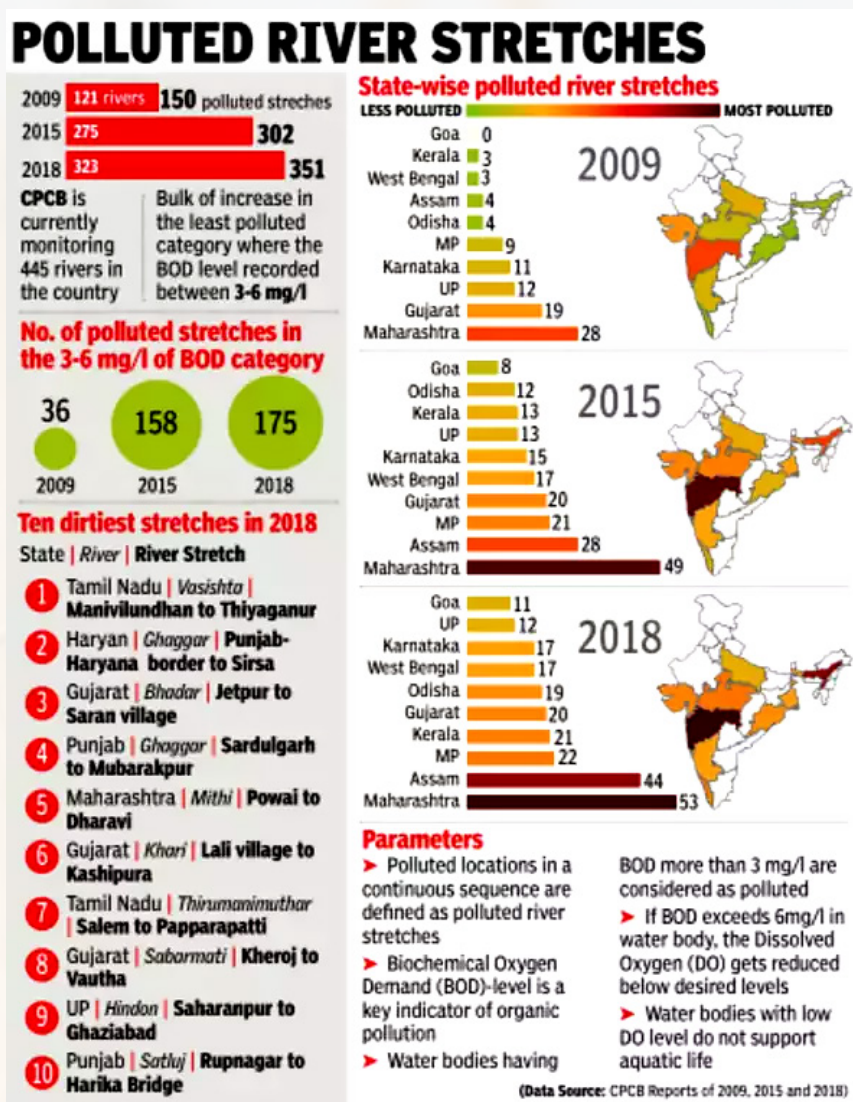 POLLUTED RIVER STRETCHES
2009 121 rivers 150 polluted streches
2015 275 302
2018 323 351
CPCB is
currently
monitoring
445 rivers in
the country
Bulk of increase in
the least polluted
category where the
BOD level recorded
between 3-6 mg/l
No. of polluted stretches in
the 3-6 mg/l of BOD category
36 158 175
2009 2015 2018
Ten dirtiest stretches in 2018
State | River | River Stretch
1 Tamil Nadu | Vasishta |
Manivilundhan to Thiyaganur
2 Haryan | Ghaggar | Punjab-
Haryana border to Sirsa
3 Gujarat | Bhadar | Jetpur to
Saran village
4 Punjab | Ghaggar | Sardulgarh
to Mubarakpur
5 Maharashtra | Mithi | Powai to
Dharavi
6 Gujarat | Khari | Lali village to
Kashipura
7 Tamil Nadu | Thirumanimuthar
| Salem to Papparapatti
8 Gujarat | Sabarmati | Kheroj to
Vautha
9 UP | Hindon | Saharanpur to
Ghaziabad
10 Punjab | Satluj | Rupnagar to
Harika Bridge
State-wise polluted river stretches
LESS POLLUTED MOST POLLUTED
2009
Goa 0
Kerala 3
West Bengal 3
Assam 4
Odisha 4
MP 9
Karnataka 11
UP 12
Gujarat 19
Maharashtra 28
2015
Goa 8
Odisha 12
Kerala 13
UP 13
Karnataka 15
West Bengal 17
Gujarat 20
MP 21
Assam 28
Maharashtra 49
2018
Goa 11
UP 12
Karnataka 17
West Bengal 17
Odisha 19
Gujarat 20
Kerala 21
MP 22
Assam 44
Maharashtra 53
Parameters
➤ Polluted locations in a
continuous sequence are
defined as polluted river
stretches
➤ Biochemical Oxygen
Demand (BOD)-level is a
key indicator of organic
pollution
➤ Water bodies having
BOD more than 3 mg/l are
considered as polluted
➤ If BOD exceeds 6mg/l in
water body, the Dissolved
Oxygen (DO) gets reduced
below desired levels
➤ Water bodies with low
DO level do not support
aquatic life
(Data Source: CPCB Reports of 2009, 2015 and 2018)